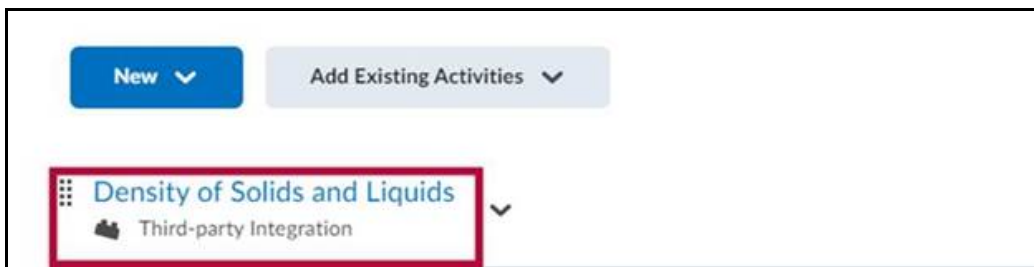 New
Add Existing Activities
Density of Solids and Liquids
Third-party Integration